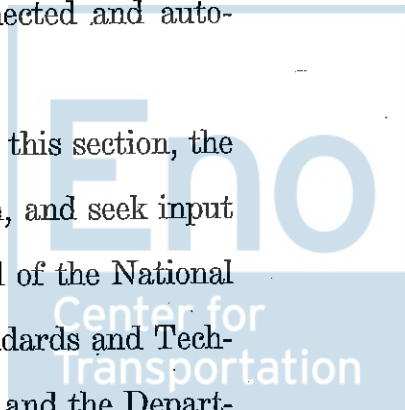 nected and auto-
this section, the
, and seek input
of the National
dards and Tech-
and the Depart-
Eno
Center for
Transportation